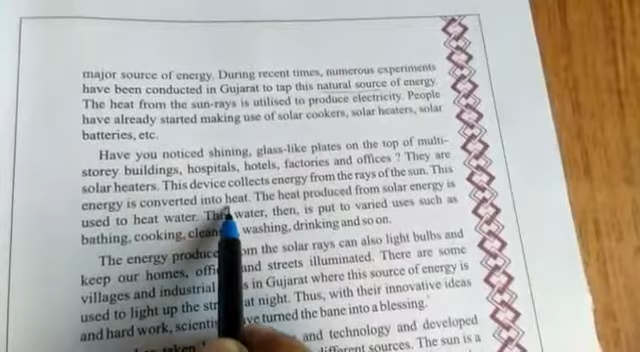 major source of energy. During recent times, numerous experiments
have been conducted in Gujarat to tap this natural source of energy.
The heat from the sun-rays is utilised to produce electricity. People
have already started making use of solar cookers, solar heaters, solar
batteries, etc.
Have you noticed shining, glass-like plates on the top of multi-
storey buildings, hospitals, hotels, factories and offices ? They are
solar heaters. This device collects energy from the rays of the sun. This
energy is converted into heat. The heat produced from solar energy is
used to heat water. This water, then, is put to varied uses such as
bathing, cooking, washing, drinking and so on.
The energy from the solar rays can also light bulbs and
keep our homes, and streets illuminated. There are some
villages and industrial in Gujarat where this source of energy is
used to light up the at night. Thus, with their innovative ideas
and hard work, turned the bane into a blessing.
and technology and developed
different sources. The sun is a